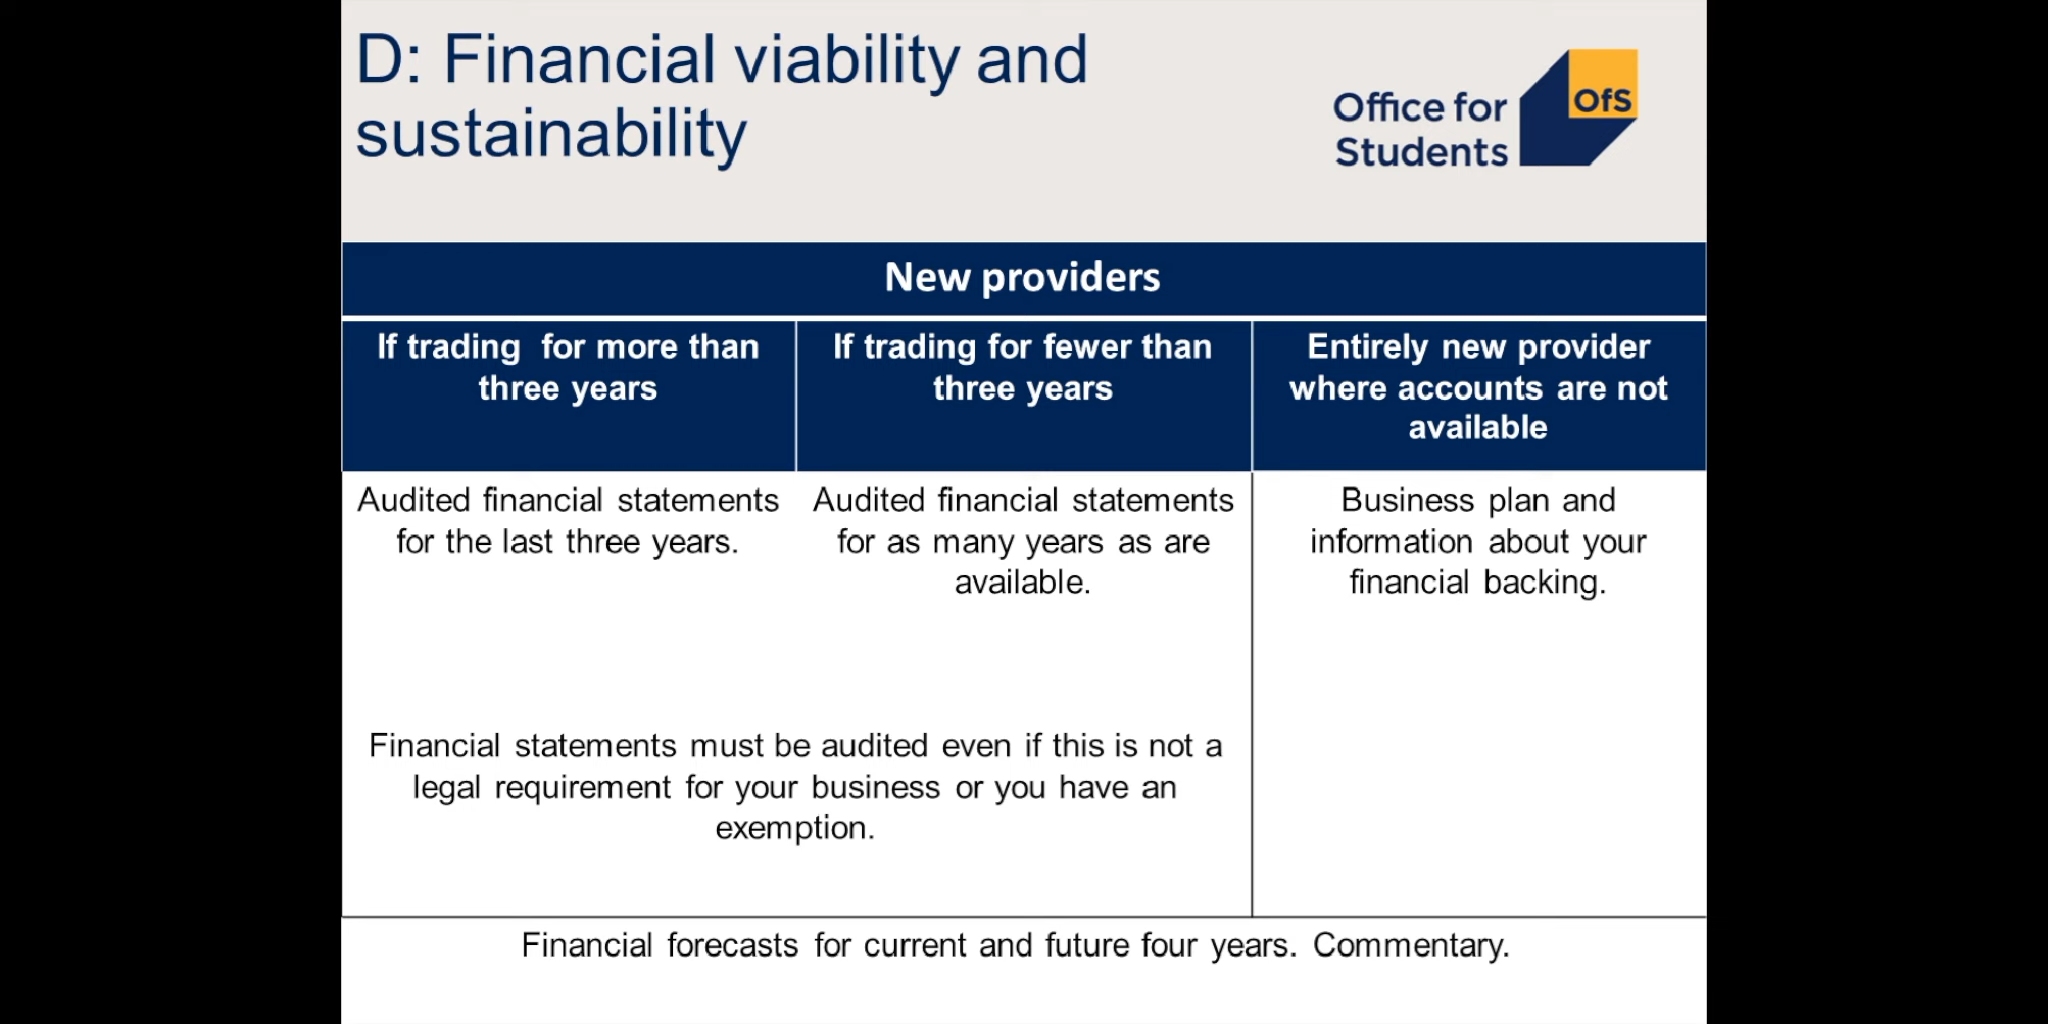 D: Financial viability and
sustainability
Office for
Students
OfS
New providers
If trading for more than
three years
If trading for fewer than
three years
Entirely new provider
where accounts are not
available
Audited financial statements
for the last three years.
Audited financial statements
for as many years as are
available.
Business plan and
information about your
financial backing.
Financial statements must be audited even if this is not a
legal requirement for your business or you have an
exemption.
Financial forecasts for current and future four years. Commentary.